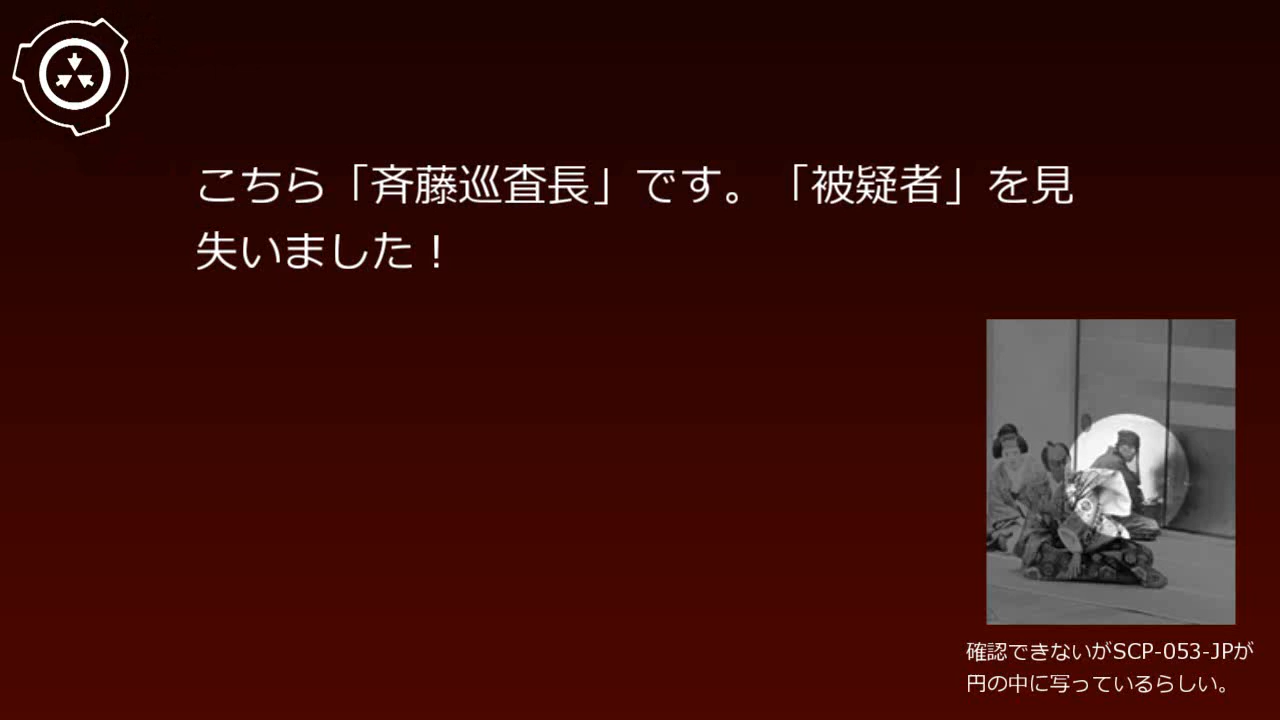 こちら「斉藤巡査長」です。「被疑者」を見
失いました！
確認できないがSCP-053-JPが
円の中に写っているらしい。